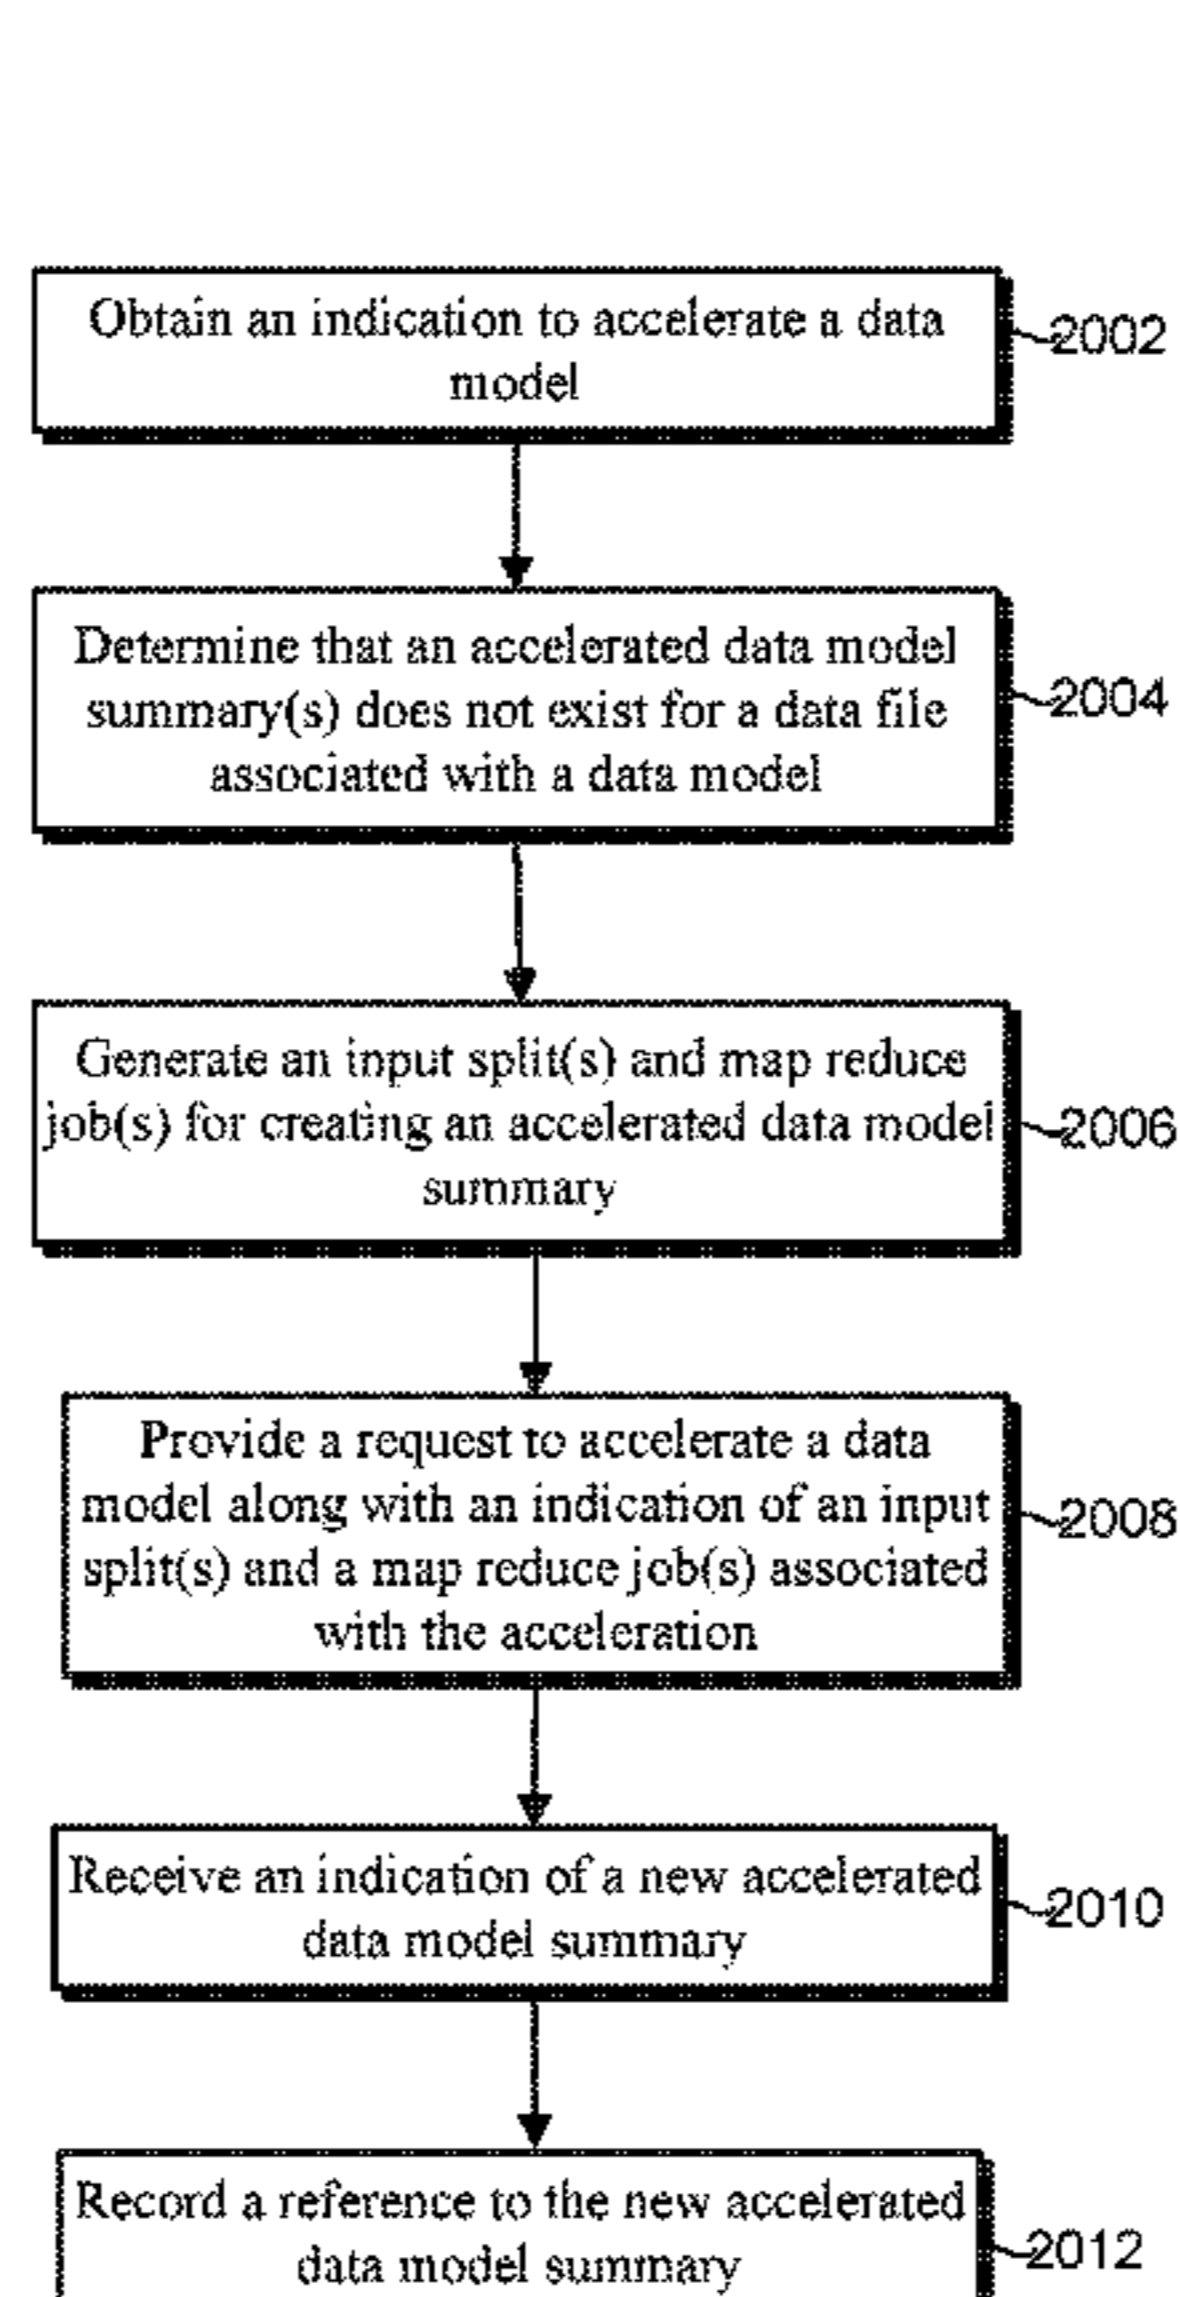 Obtain an indication to accelerate a data
model
2002
Determine that an accelerated data model
summary(s) does not exist for a data file
associated with a data model
2004
Generate an input split(s) and map reduce
job(s) for creating an accelerated data model
summary
2006
Provide a request to accelerate a data
model along with an indication of an input
split(s) and a map reduce job(s) associated
with the acceleration
2008
Receive an indication of a new accelerated
data model summary
2010
Record a reference to the new accelerated
data model summary
2012